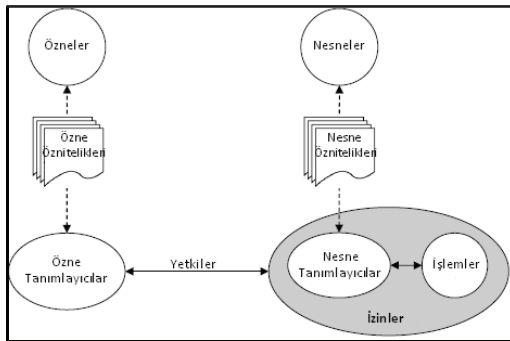 Özneler
Nesneler
Özne
Öznitelikleri
Nesne
Öznitelikleri
Özne
Tanımlayıcılar
Yetkiler
Nesne
Tanımlayıcılar
İşlemler
İzinler